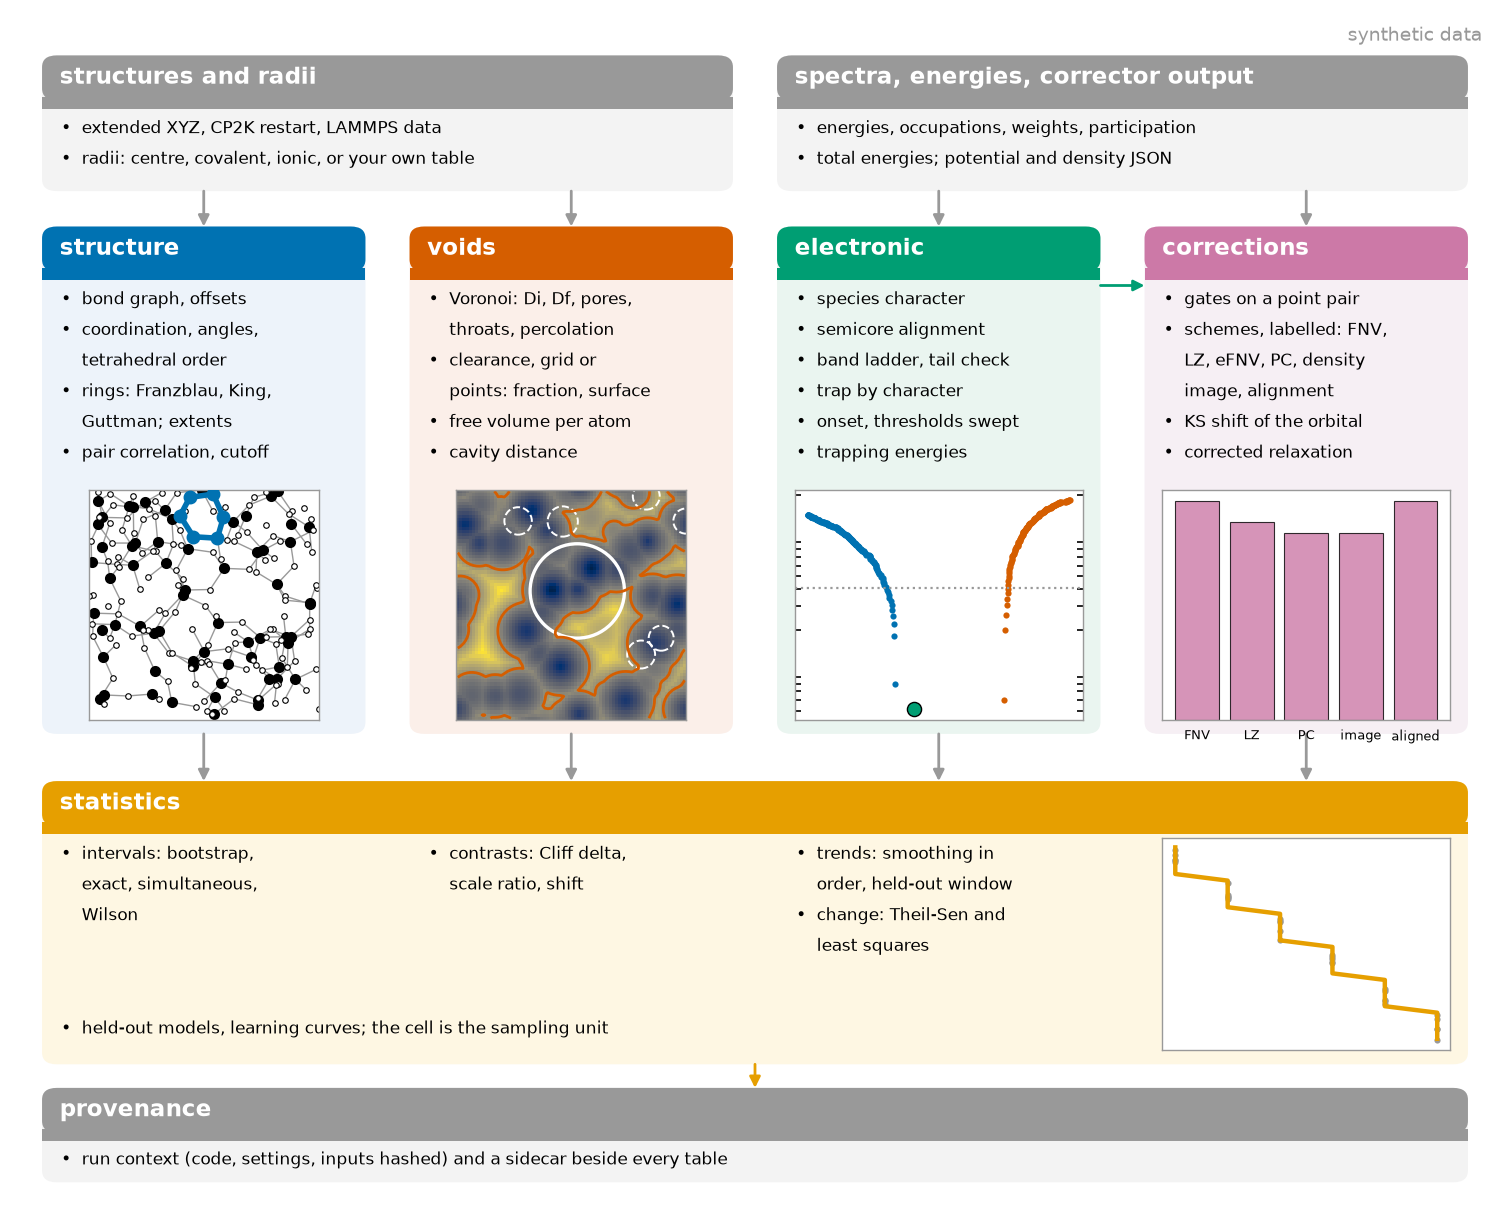 synthetic data
structures and radii
• extended XYZ, CP2K restart, LAMMPS data
• radii: centre, covalent, ionic, or your own table
spectra, energies, corrector output
• energies, occupations, weights, participation
• total energies; potential and density JSON
structure
• bond graph, offsets
• coordination, angles,
tetrahedral order
• rings: Franzblau, King,
Guttman; extents
• pair correlation, cutoff
voids
• Voronoi: Di, Df, pores,
throats, percolation
• clearance, grid or
points: fraction, surface
• free volume per atom
• cavity distance
electronic
• species character
• semicore alignment
• band ladder, tail check
• trap by character
• onset, thresholds swept
• trapping energies
corrections
• gates on a point pair
• schemes, labelled: FNV,
LZ, eFNV, PC, density
image, alignment
• KS shift of the orbital
• corrected relaxation
FNV LZ PC image aligned
statistics
• intervals: bootstrap,
exact, simultaneous,
Wilson
• contrasts: Cliff delta,
scale ratio, shift
• trends: smoothing in
order, held-out window
• change: Theil-Sen and
least squares
• held-out models, learning curves; the cell is the sampling unit
provenance
• run context (code, settings, inputs hashed) and a sidecar beside every table